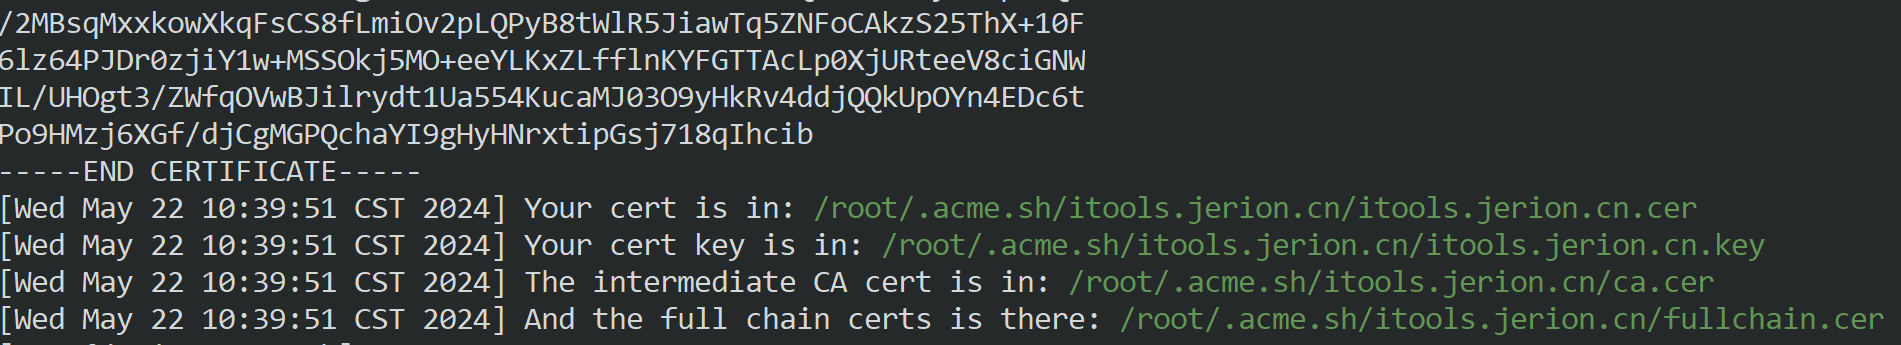 /2MBsqMxxkowXkqFsCS8fLmiOv2pLQPyB8tWlR5JiawTq5ZNFoCAkzS25ThX+10F
6lz64PJDr0zjiY1w+MSSOkj5MO+eeYLKxZLfflnKYFGTTAcLp0XjURteeV8ciGNW
IL/UHOgt3/ZWfqOVwBJilrydt1Ua554KucaMJ03O9yHkRv4ddjQQkUpOYn4EDc6t
Po9HMzj6XGf/djCgMGPQchaYI9gHyHNrxtipGsj718qIhcib
-----END CERTIFICATE-----
[Wed May 22 10:39:51 CST 2024] Your cert is in: /root/.acme.sh/itools.jerion.cn/itools.jerion.cn.cer
[Wed May 22 10:39:51 CST 2024] Your cert key is in: /root/.acme.sh/itools.jerion.cn/itools.jerion.cn.key
[Wed May 22 10:39:51 CST 2024] The intermediate CA cert is in: /root/.acme.sh/itools.jerion.cn/ca.cer
[Wed May 22 10:39:51 CST 2024] And the full chain certs is there: /root/.acme.sh/itools.jerion.cn/fullchain.cer